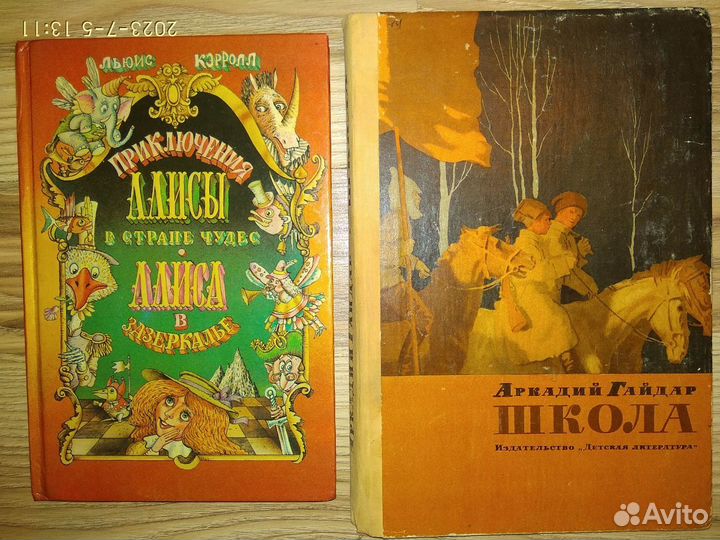 2023-7-5 13:11
ЛЬЮИС КЭРРОЛЛ
ПРИКЛЮЧЕНИЯ
АЛИСЫ
В СТРАНЕ ЧУДЕС
•
АЛИСА
В
ЗАЗЕРКАЛЬЕ
АРКАДИЙ ГАЙДАР
ШКОЛА
ИЗДАТЕЛЬСТВО „ДЕТСКАЯ ЛИТЕРАТУРА"
Avito